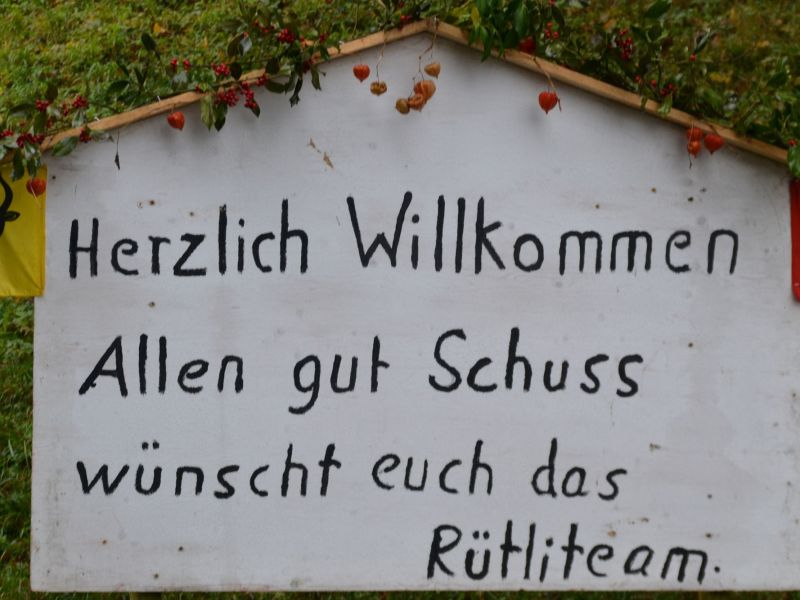 Herzlich Willkommen
Allen gut Schuss
wünscht euch das
Rütliteam.